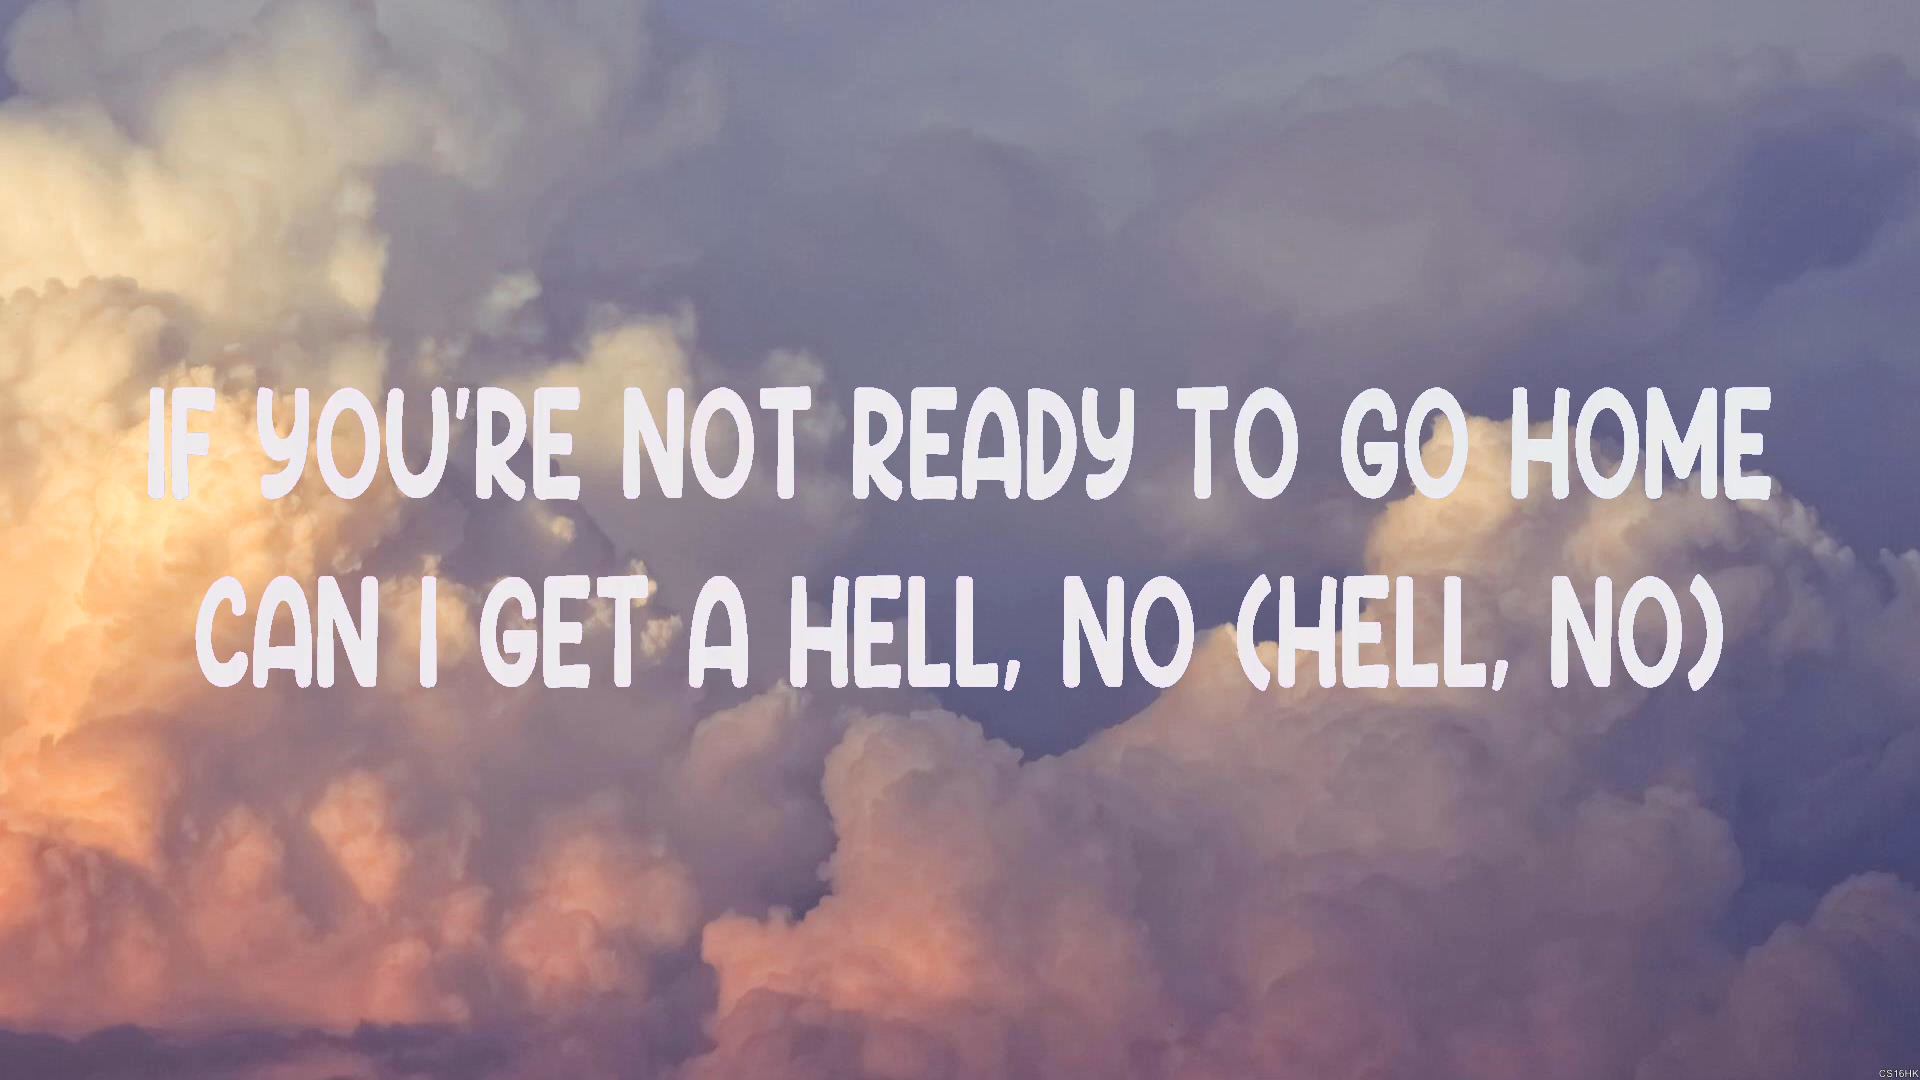 IF YOU'RE NOT READY TO GO HOME
CAN I GET A HELL, NO (HELL, NO)
CS16HK